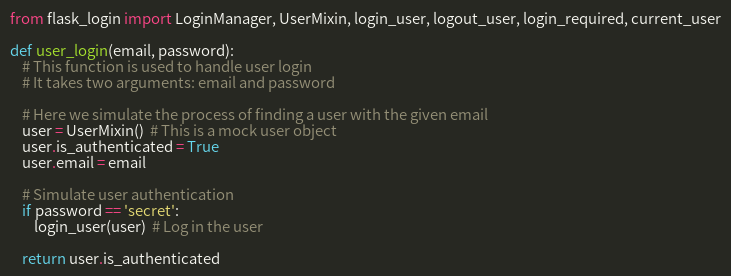 from flask_login import LoginManager, UserMixin, login_user, logout_user, login_required, current_user
def user_login(email, password):
# This function is used to handle user login
# It takes two arguments: email and password
# Here we simulate the process of finding a user with the given email
user = UserMixin() # This is a mock user object
user.is_authenticated = True
user.email = email
# Simulate user authentication
if password == 'secret':
login_user(user) # Log in the user
return user.is_authenticated